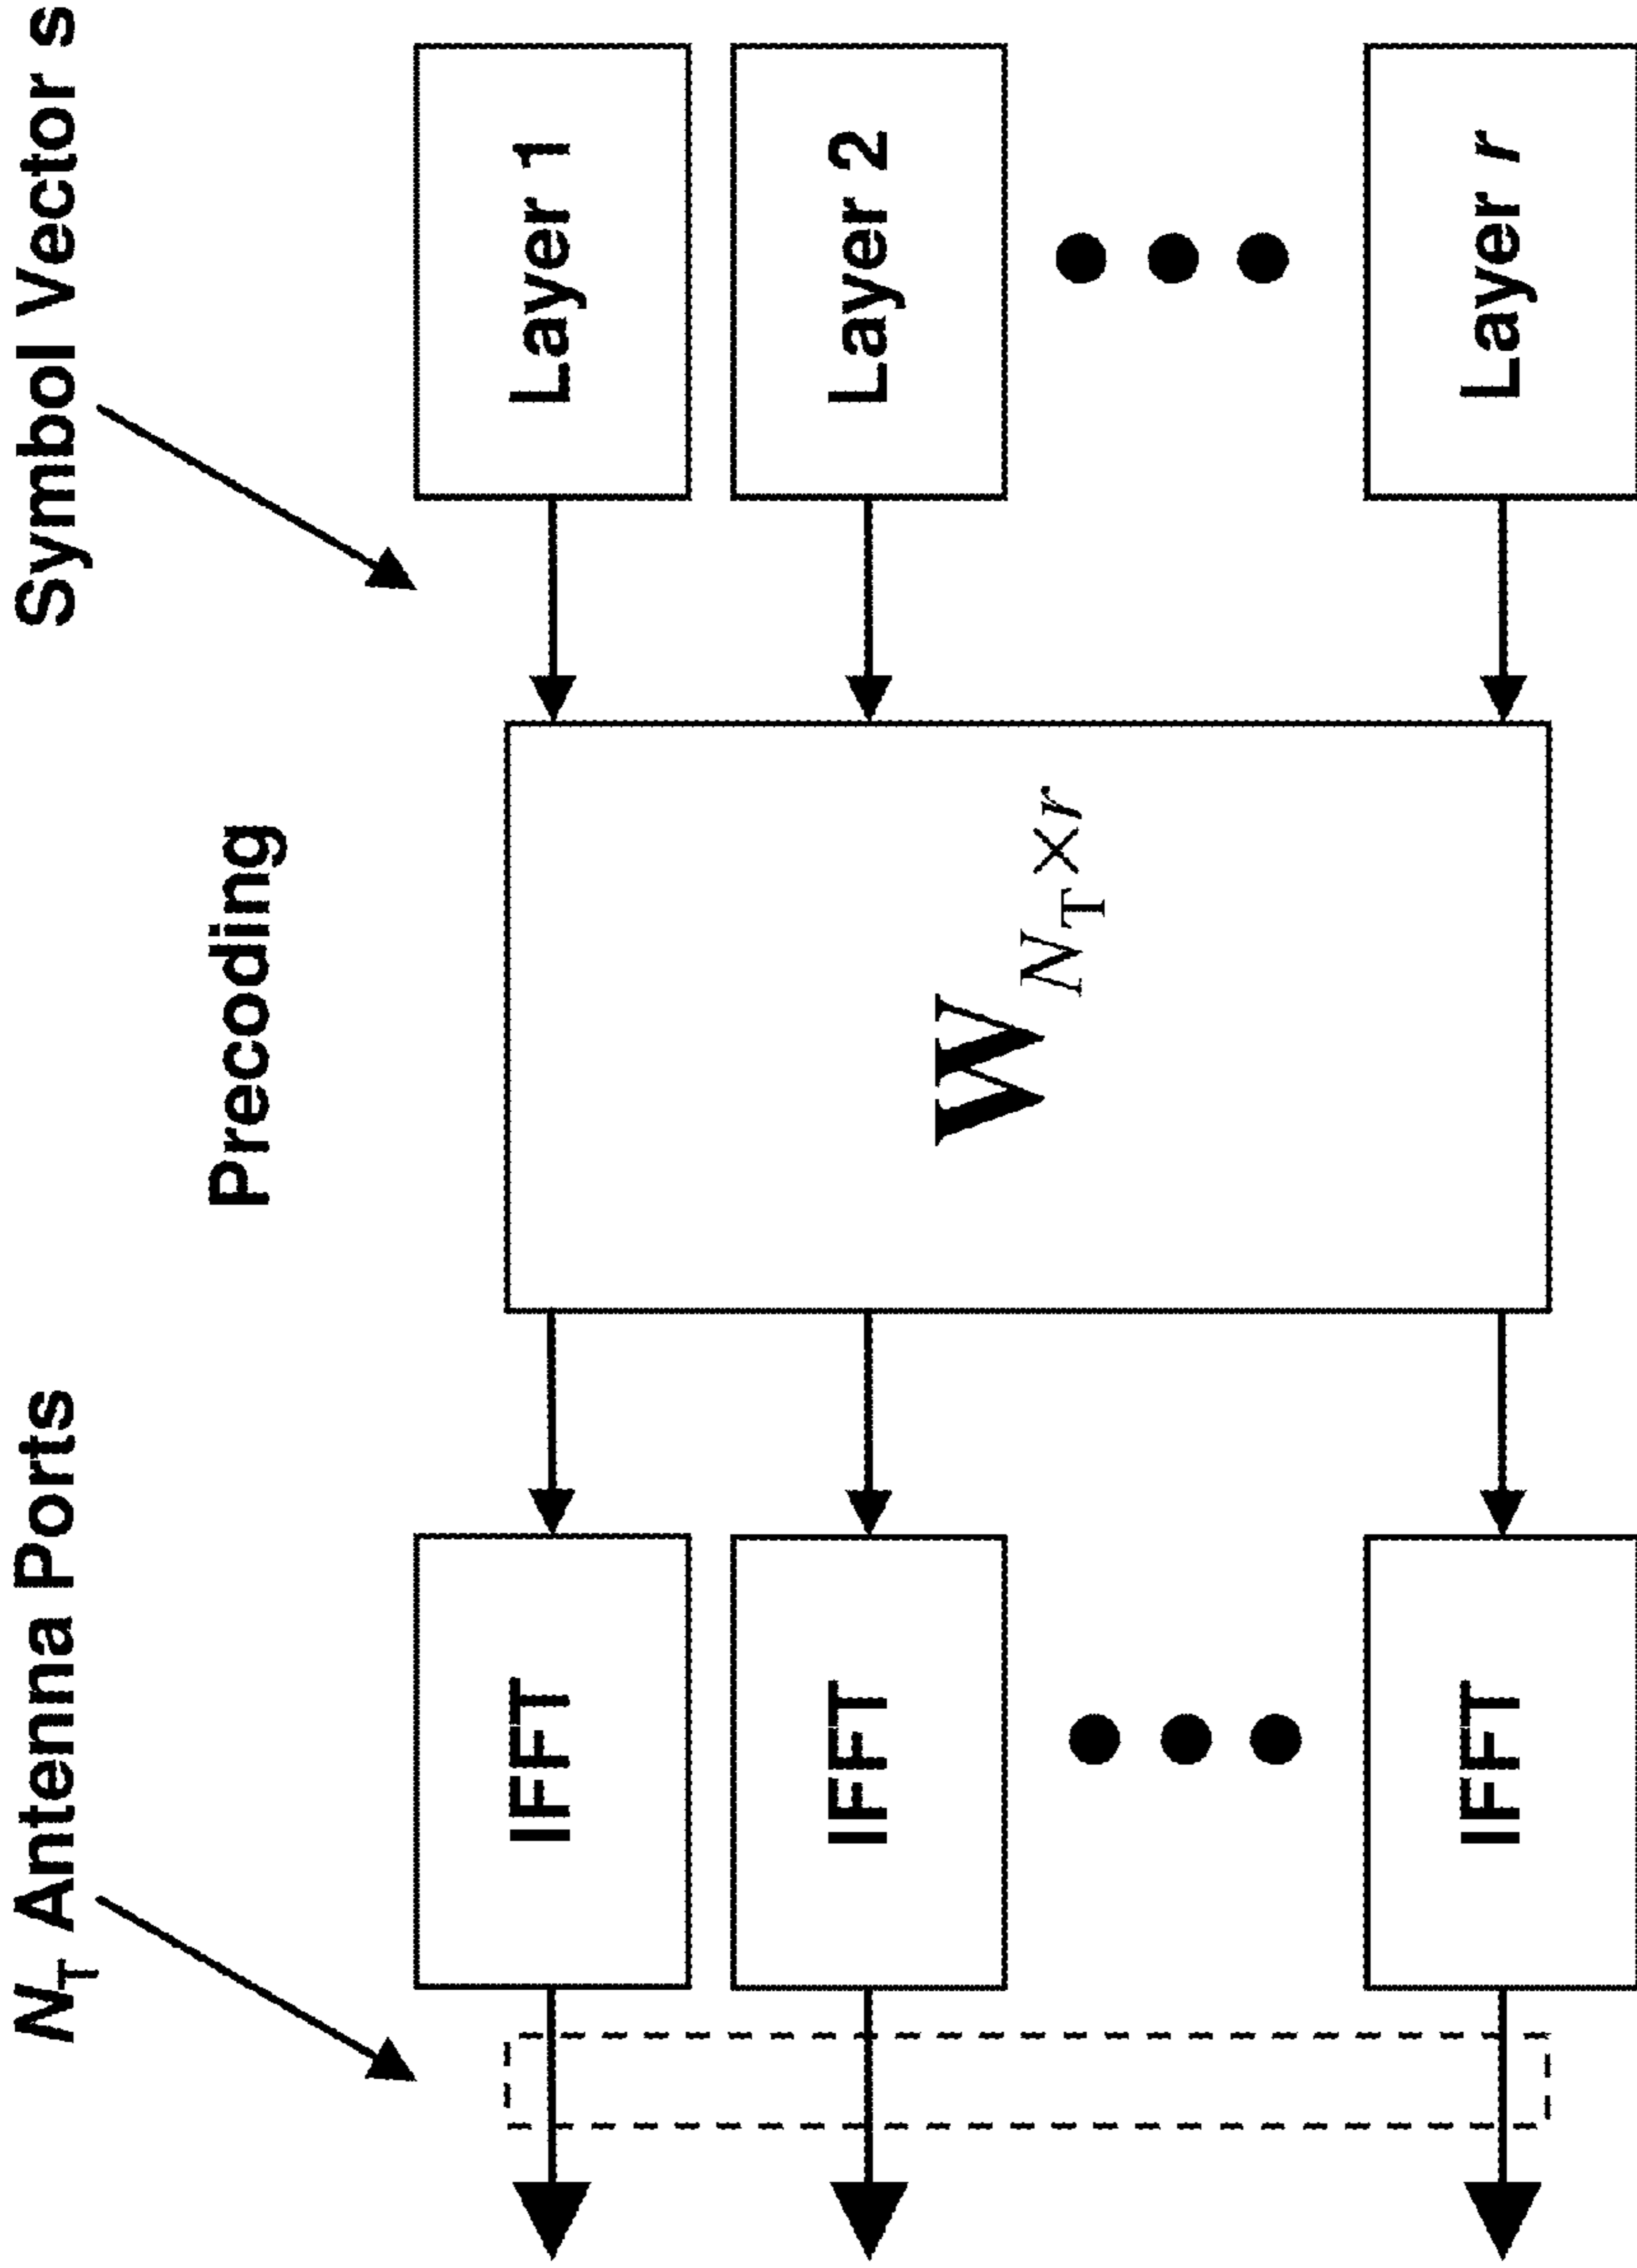 N_T Antenna Ports
Symbol Vector s
Precoding
IFFT
Layer 1
IFFT
Layer 2
W_{N_T×r}
IFFT
Layer r